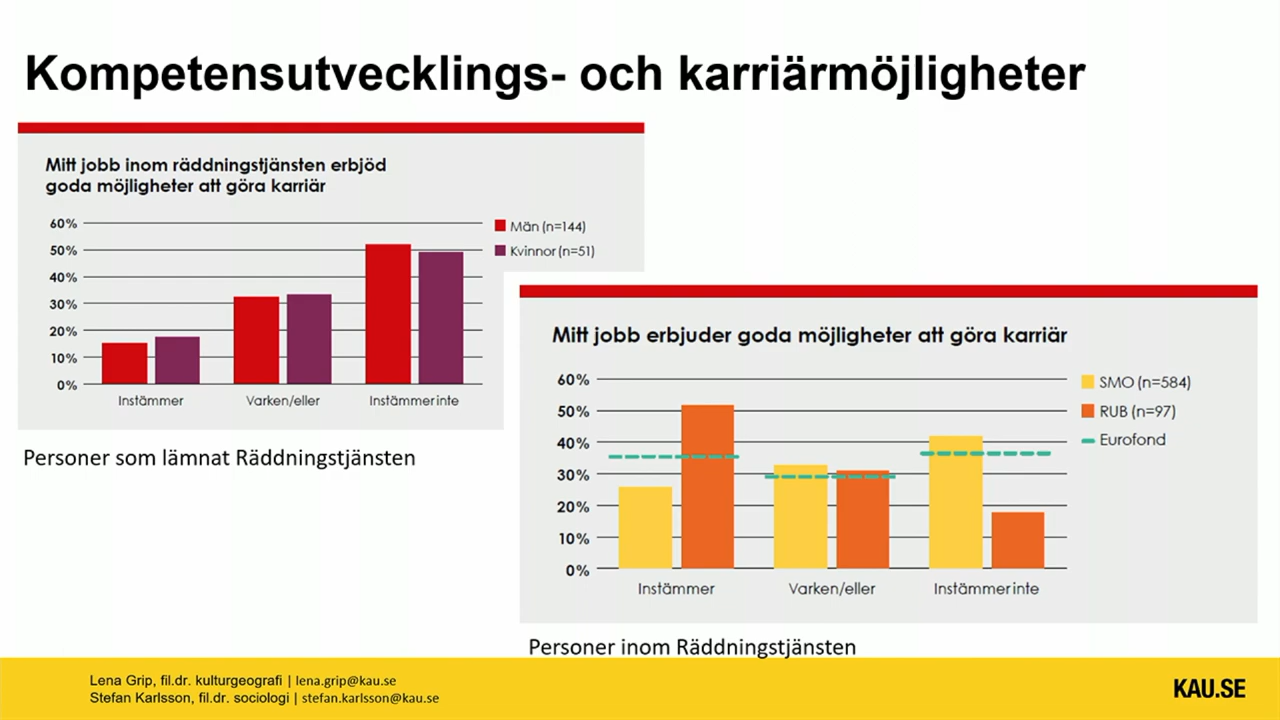 Kompetensutvecklings- och karriärmöjligheter
Mitt jobb inom räddningstjänsten erbjöd
goda möjligheter att göra karriär
60%
50%
40%
30%
20%
10%
0%
Instämmer
Varken/eller
Instämmer inte
Män (n=144)
Kvinnor (n=51)
Personer som lämnat Räddningstjänsten
Mitt jobb erbjuder goda möjligheter att göra karriär
60%
50%
40%
30%
20%
10%
0%
Instämmer
Varken/eller
Instämmer inte
SMO (n=584)
RUB (n=97)
Eurofond
Personer inom Räddningstjänsten
Lena Grip, fil.dr. kulturgeografi | lena.grip@kau.se
Stefan Karlsson, fil.dr. sociologi | stefan.karlsson@kau.se
KAU.SE